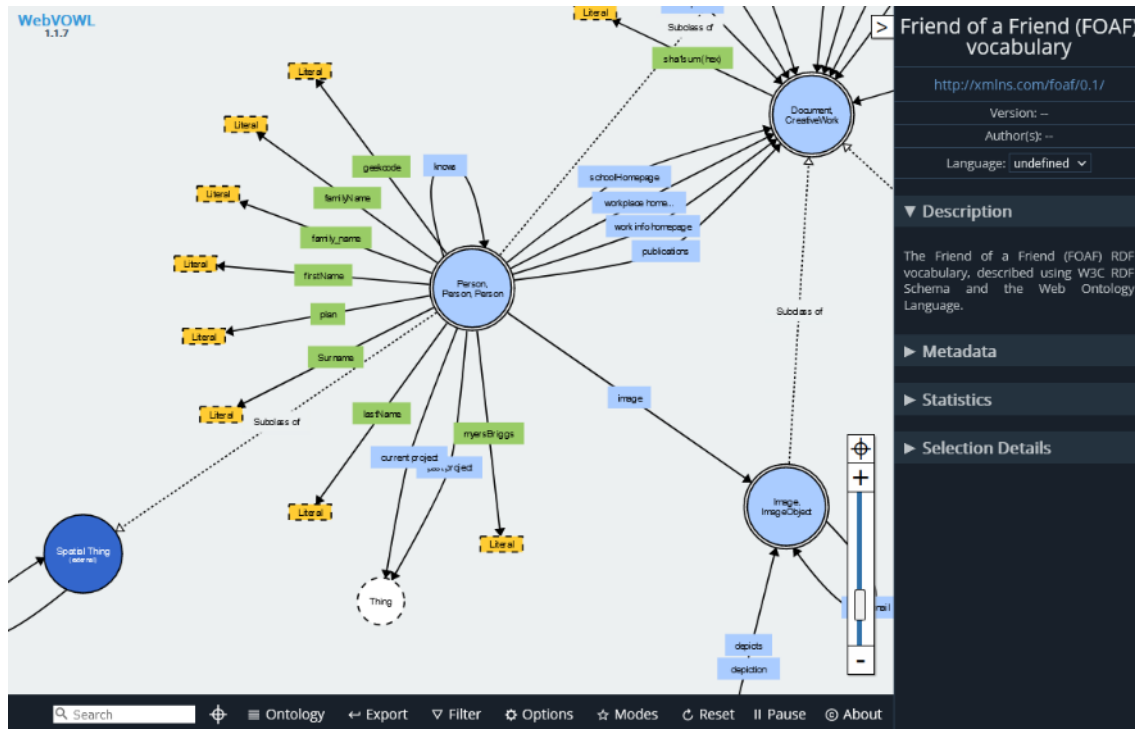 WebVOWL
1.1.7
Literal
Subclass of
sha1sum (hex)
>
Document,
CreativeWork
Literal
Literal
Literal
Literal
Literal
Literal
Literal
Literal
geekcode
knows
familyName
family_name
firstName
plan
Surname
lastName
myersBriggs
current project
project
schoolHomepage
workplace home...
work info homepage
publications
Person,
Person, Person
Subclass of
Subclass of
image
Image,
ImageObject
Spatial Thing
(external)
Thing
depicts
depiction
+
-
Friend of a Friend (FOAF)
vocabulary
http://xmlns.com/foaf/0.1/
Version: --
Author(s): --
Language: undefined
▼ Description
The Friend of a Friend (FOAF) RDF
vocabulary, described using W3C RDF
Schema and the Web Ontology
Language.
▶ Metadata
▶ Statistics
▶ Selection Details
Search
Ontology
Export
Filter
Options
Modes
Reset
Pause
© About